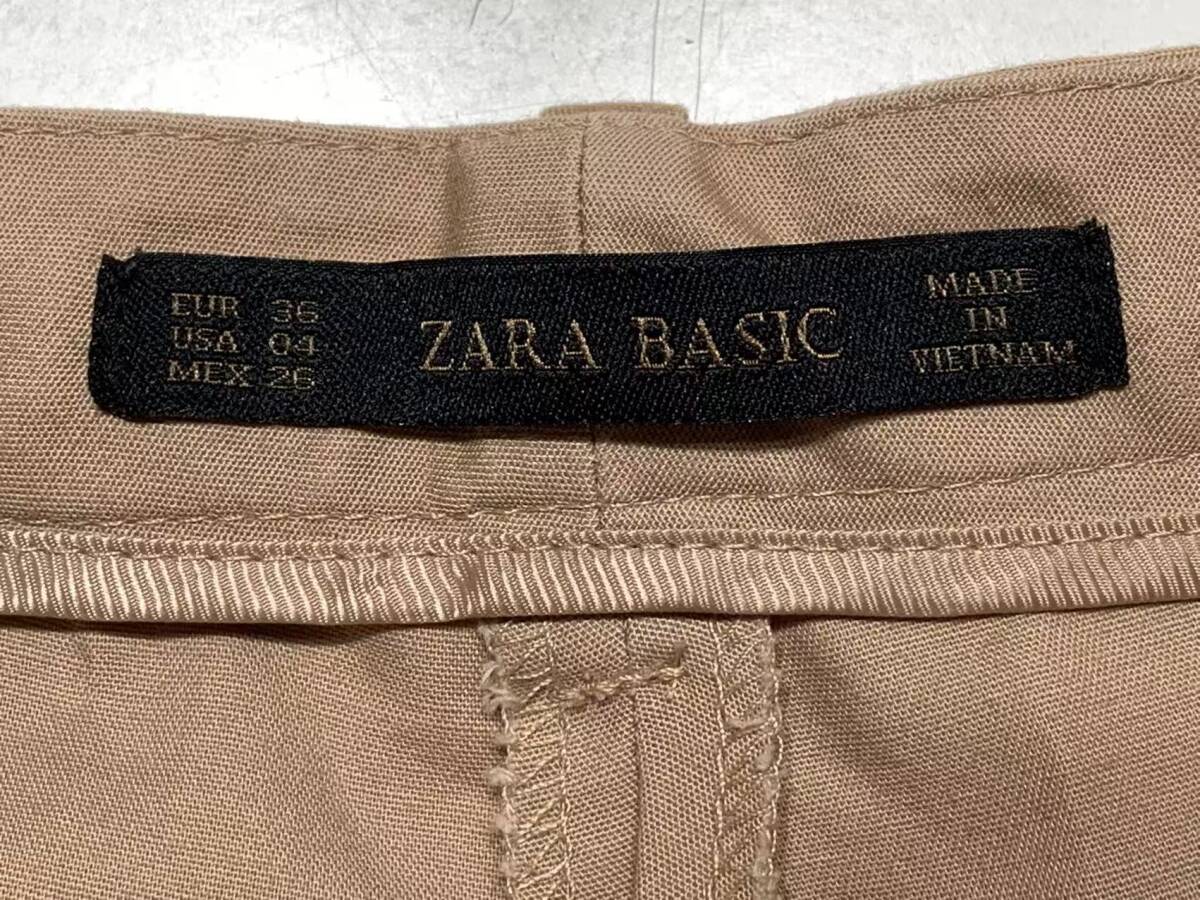 EUR 36
USA 04
MEX 26
ZARA BASIC
MADE
IN
VIETNAM